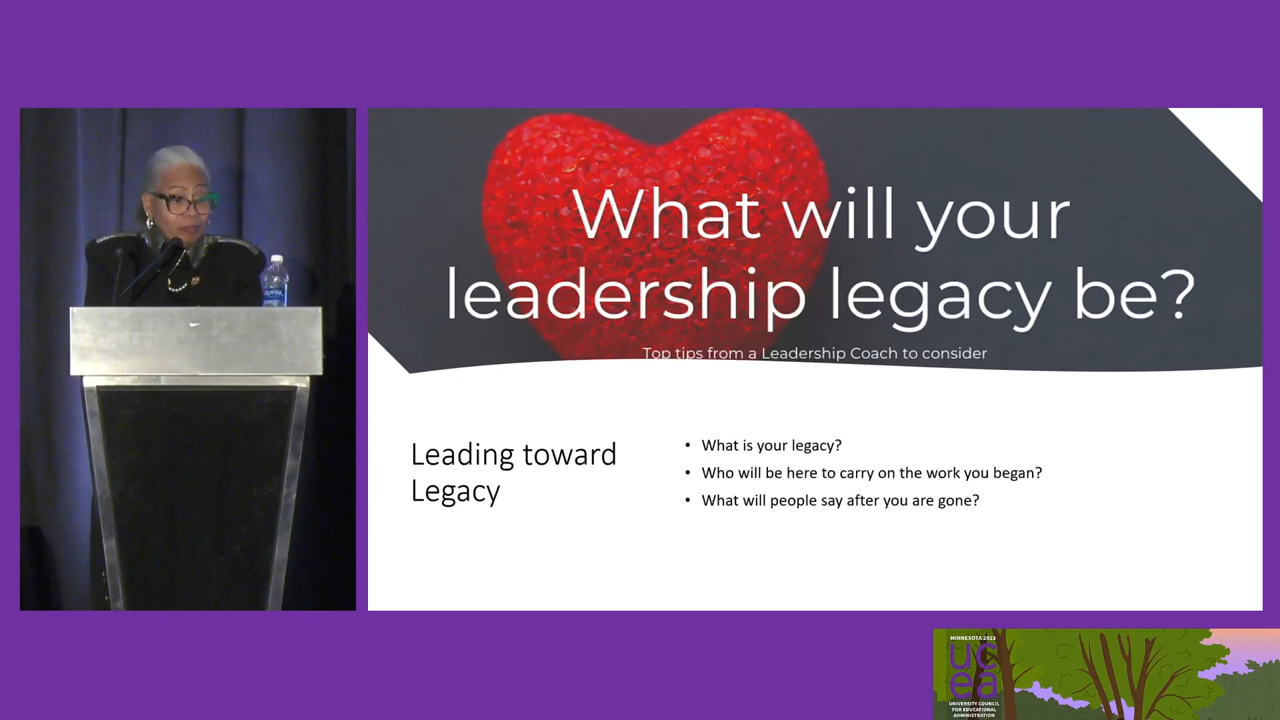 What will your
leadership legacy be?
Top tips from a Leadership Coach to consider
Leading toward
Legacy
• What is your legacy?
• Who will be here to carry on the work you began?
• What will people say after you are gone?
MINNESOTA 2023
uc
ea
UNIVERSITY COUNCIL
FOR EDUCATIONAL
ADMINISTRATION